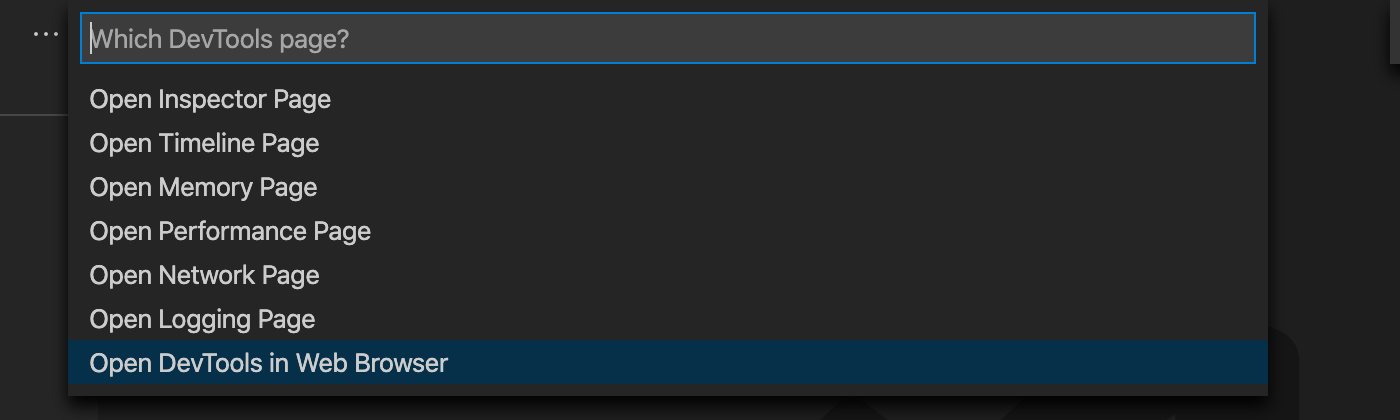 Which DevTools page?
Open Inspector Page
Open Timeline Page
Open Memory Page
Open Performance Page
Open Network Page
Open Logging Page
Open DevTools in Web Browser